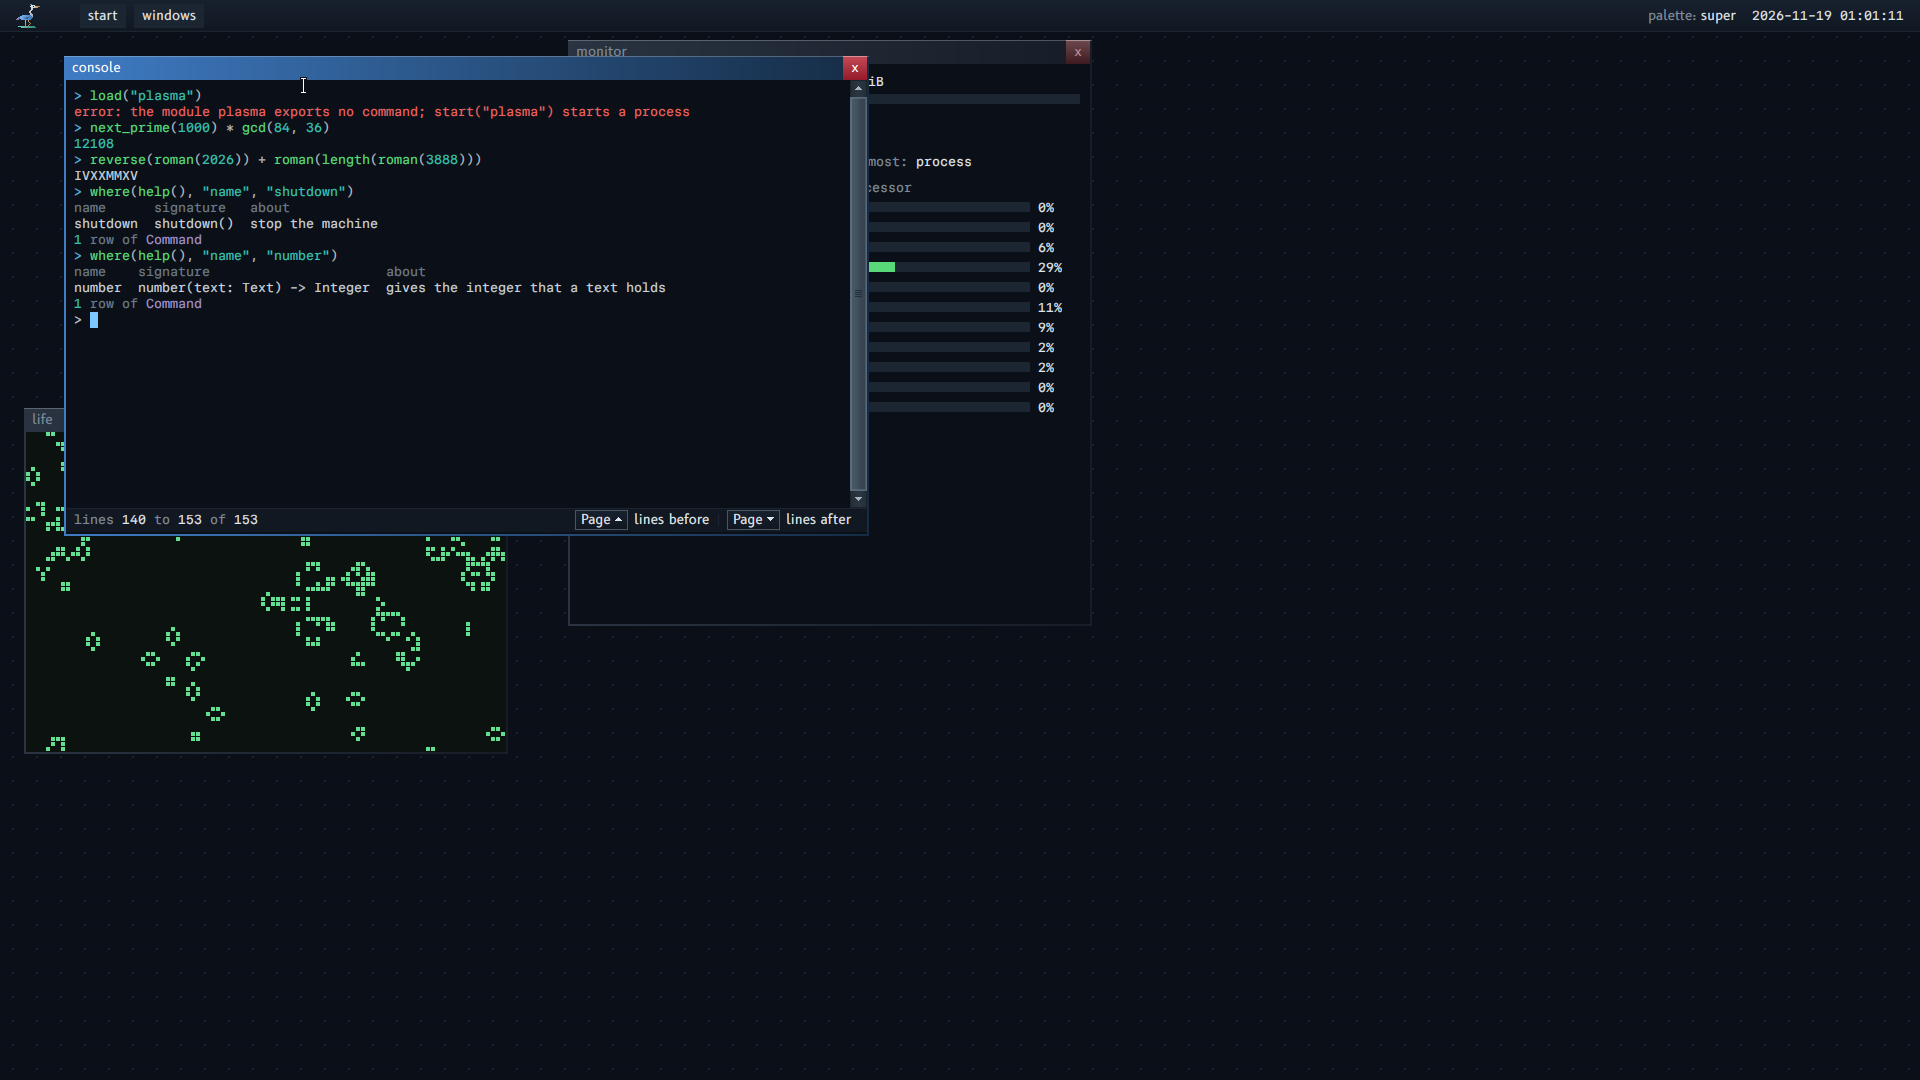 start windows palette: super 2026-11-19 01:01:11
monitor x
console x
iB
> load("plasma")
error: the module plasma exports no command; start("plasma") starts a process
> next_prime(1000) * gcd(84, 36)
12108
> reverse(roman(2026)) + roman(length(roman(3888)))
IVXXMMXV
> where(help(), "name", "shutdown")
name signature about
shutdown shutdown() stop the machine
1 row of Command
> where(help(), "name", "number")
name signature about
number number(text: Text) -> Integer gives the integer that a text holds
1 row of Command
>
lines 140 to 153 of 153 Page lines before Page lines after
most: process
cessor
0%
0%
6%
29%
0%
11%
9%
2%
2%
0%
0%
life